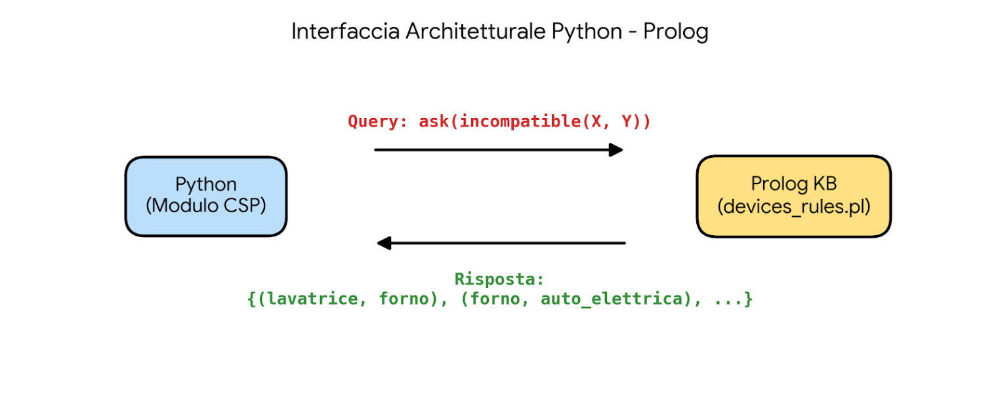 Interfaccia Architetturale Python - Prolog
Query: ask(incompatible(X, Y))
Python
(Modulo CSP)
Prolog KB
(devices_rules.pl)
Risposta:
{(lavatrice, forno), (forno, auto_elettrica), ...}